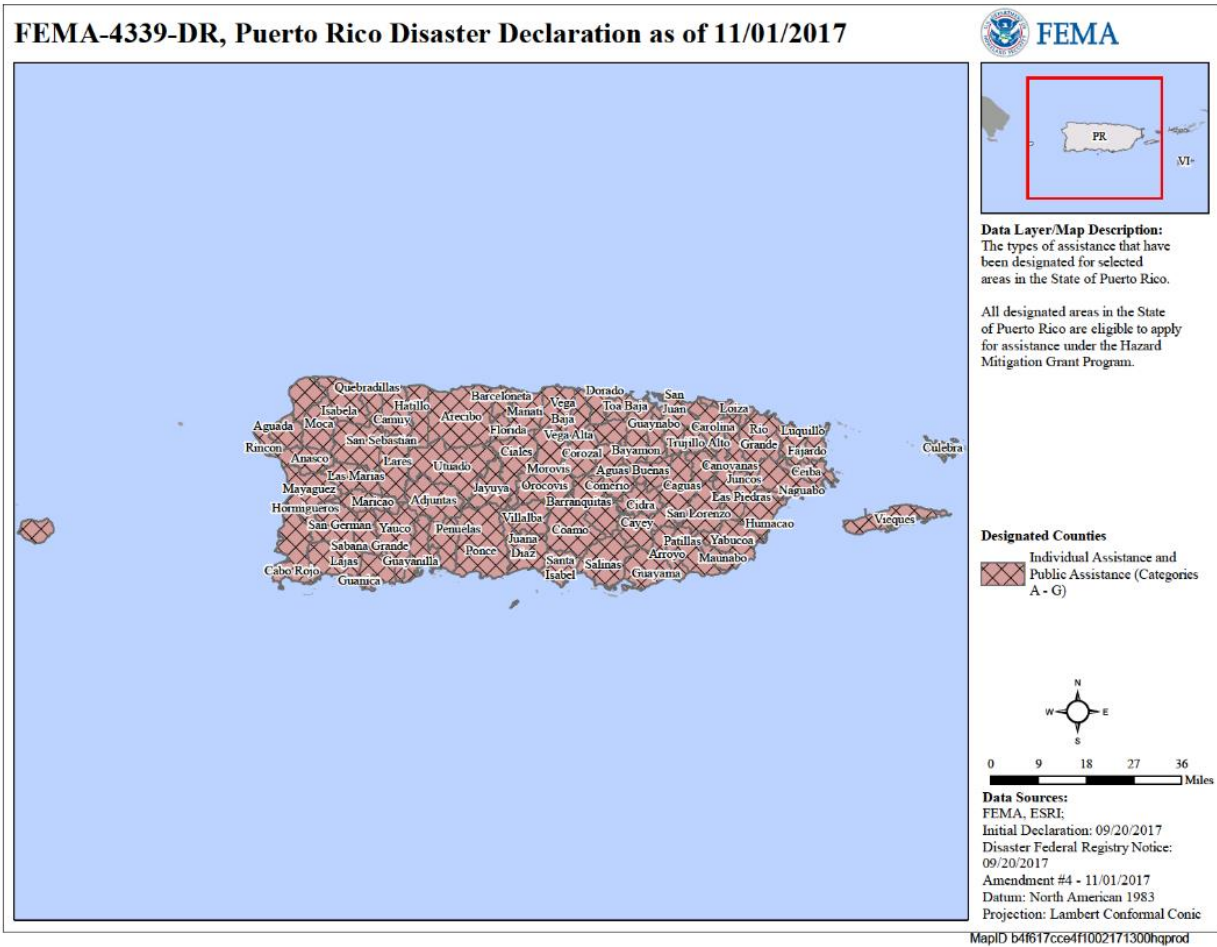 FEMA-4339-DR, Puerto Rico Disaster Declaration as of 11/01/2017
FEMA
PR
VI
Data Layer/Map Description:
The types of assistance that have
been designated for selected
areas in the State of Puerto Rico.
All designated areas in the State
of Puerto Rico are eligible to apply
for assistance under the Hazard
Mitigation Grant Program.
Quebradillas
Isabela
Hatillo
Camuy
Arecibo
Barceloneta
Manati
Vega
Baja
Dorado
Toa Baja
San
Juan
Loiza
Aguada
Moca
Florida
Vega Alta
Guaynabo
Carolina
Rio
Grande
Luquillo
Rincon
San Sebastian
Ciales
Corozal
Bayamon
Trujillo Alto
Fajardo
Culebra
Anasco
Lares
Utuado
Morovis
Aguas Buenas
Canovanas
Ceiba
Las Marias
Mayaguez
Jayuya
Orocovis
Comerio
Caguas
Juncos
Naguabo
Hormigueros
Maricao
Adjuntas
Barranquitas
Cidra
Las Piedras
San German
Yauco
Penuelas
Villalba
Coamo
Cayey
San Lorenzo
Humacao
Vieques
Sabana Grande
Ponce
Juana
Diaz
Patillas
Yabucoa
Cabo Rojo
Lajas
Guayanilla
Santa
Isabel
Salinas
Arroyo
Maunabo
Guanica
Guayama
Designated Counties
Individual Assistance and
Public Assistance (Categories
A - G)
N
W
E
S
0 9 18 27 36
Miles
Data Sources:
FEMA, ESRI;
Initial Declaration: 09/20/2017
Disaster Federal Registry Notice:
09/20/2017
Amendment #4 - 11/01/2017
Datum: North American 1983
Projection: Lambert Conformal Conic
MapID b4f617cce4f1002171300hqprod